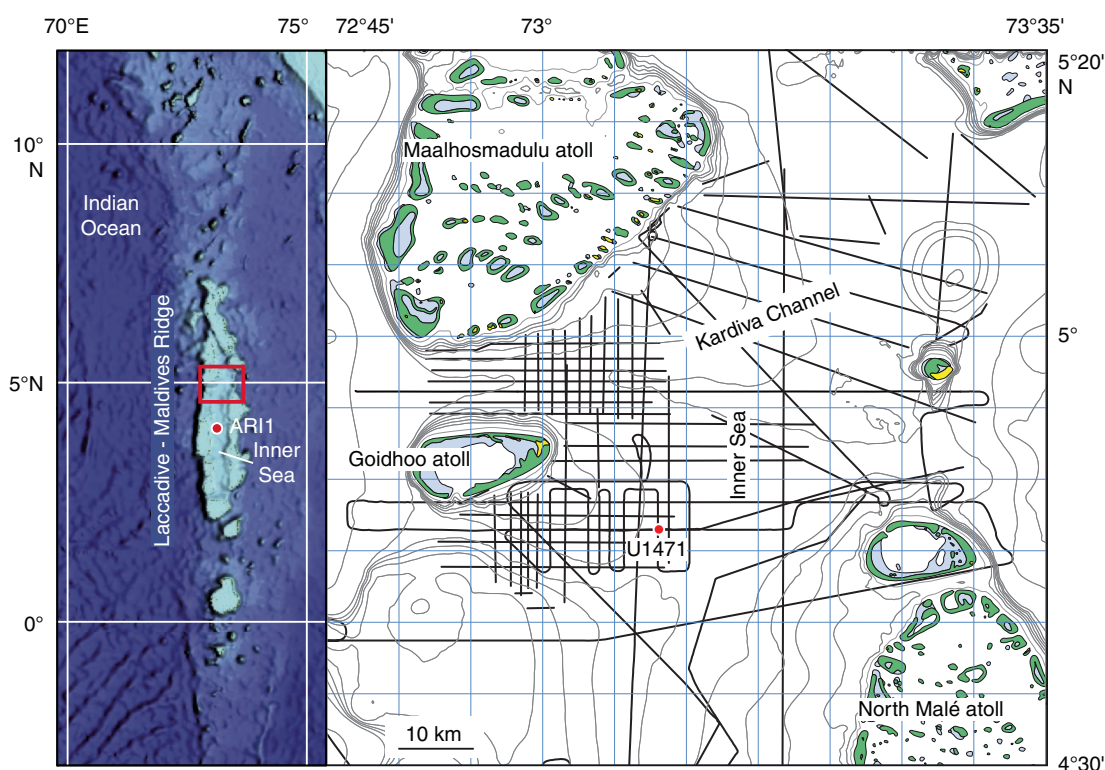 70°E
75°
72°45'
73°
73°35'
5°20'
N
10°
N
Indian
Ocean
Maalhosmadulu atoll
Kardiva Channel
5°
Laccadive - Maldives Ridge
5°N
ARI1
Inner
Sea
Goidhoo atoll
Inner Sea
U1471
0°
North Malé atoll
10 km
4°30'